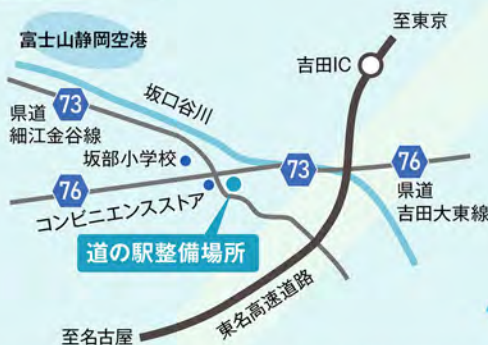 至東京
富士山静岡空港
吉田IC
73
坂口谷川
県道
細江金谷線
坂部小学校
73
76
76
県道
吉田大東線
コンビニエンスストア
道の駅整備場所
東名高速道路
至名古屋